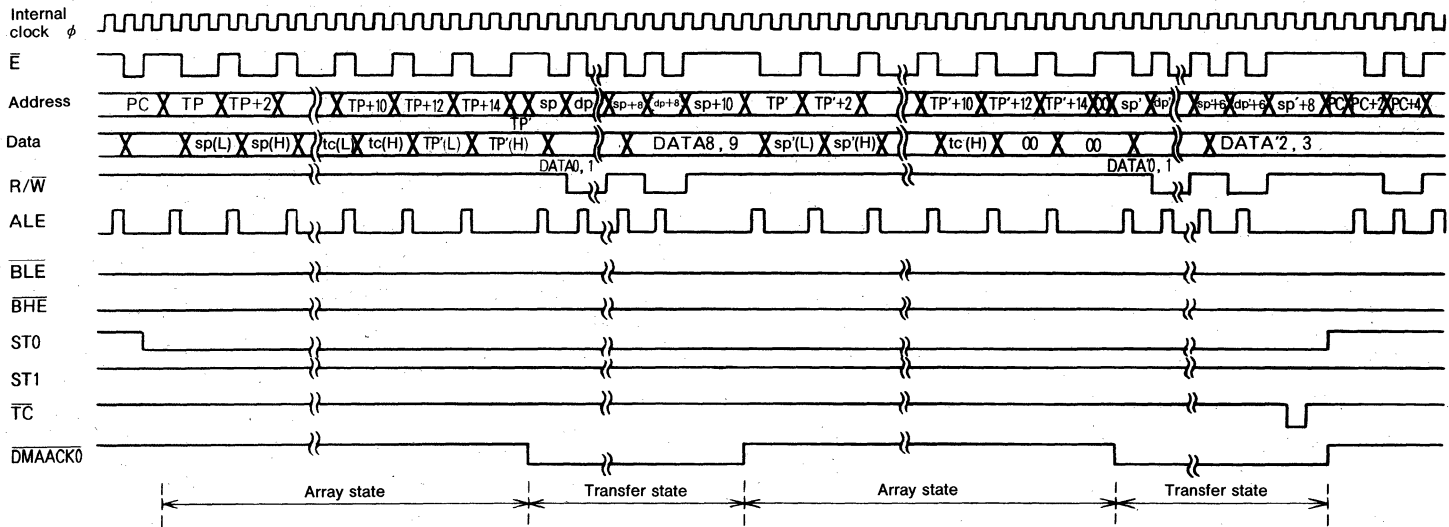 Internal clock φ
E̅
Address PC TP TP+2 TP+10 TP+12 TP+14 TP' sp dp sp+8 dp+8 sp+10 TP' TP'+2 TP'+10 TP'+12 TP'+14 00 sp' dp' sp'+6 dp'+6 sp'+8 PC PC+2 PC+4
Data sp(L) sp(H) tc(L) tc(H) TP'(L) TP'(H) DATA0, 1 DATA8, 9 sp'(L) sp'(H) tc'(H) 00 00 DATA'0, 1 DATA'2, 3
R/W̅
ALE
B̅L̅E̅
B̅H̅E̅
ST0
ST1
T̅C̅
D̅M̅A̅A̅C̅K̅0̅
Array state Transfer state Array state Transfer state